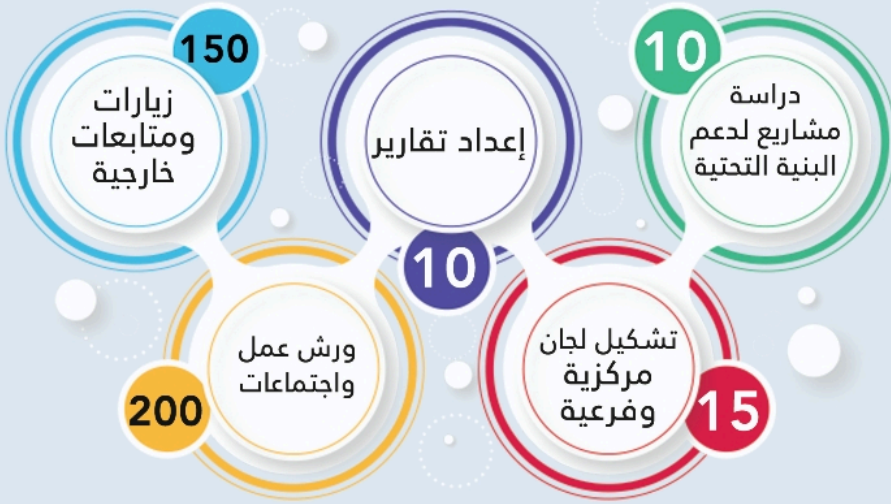 10
دراسة
مشاريع لدعم
البنية التحتية
15
تشكيل لجان
مركزية
وفرعية
10
إعداد تقارير
200
ورش عمل
واجتماعات
150
زيارات
ومتابعات
خارجية